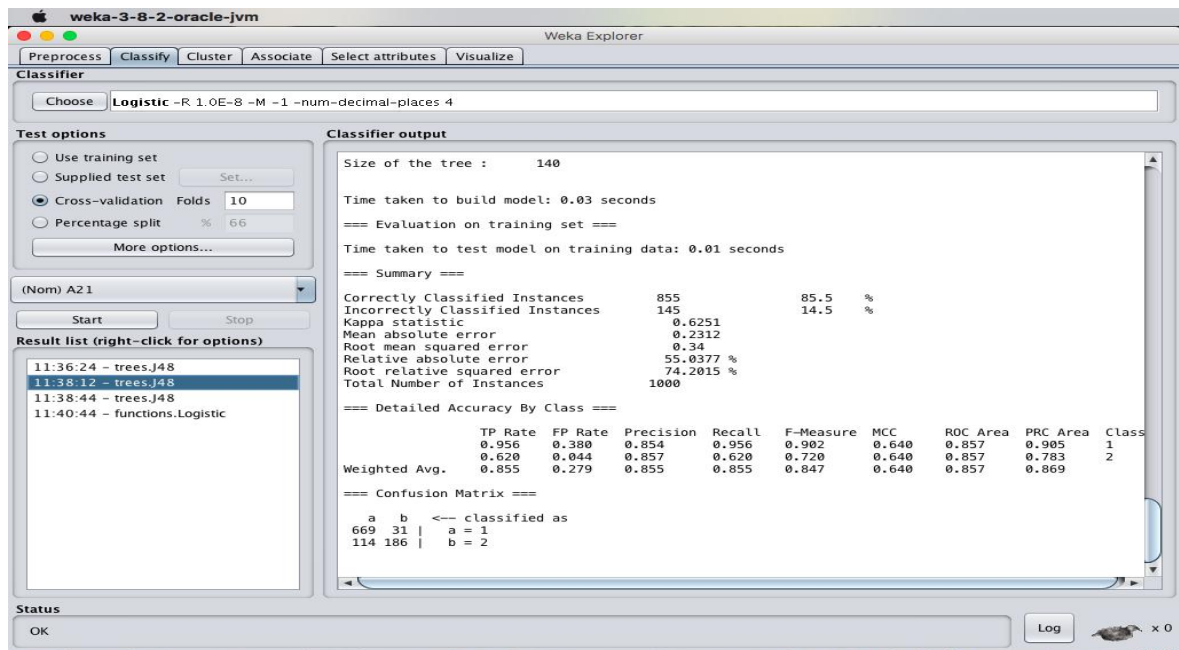 weka-3-8-2-oracle-jvm
Weka Explorer
Preprocess Classify Cluster Associate Select attributes Visualize
Classifier
Choose Logistic -R 1.0E-8 -M -1 -num-decimal-places 4
Test options
Use training set
Supplied test set Set...
Cross-validation Folds 10
Percentage split % 66
More options...
(Nom) A21
Start Stop
Result list (right-click for options)
11:36:24 - trees.J48
11:38:12 - trees.J48
11:38:44 - trees.J48
11:40:44 - functions.Logistic
Classifier output
Size of the tree : 140
Time taken to build model: 0.03 seconds
=== Evaluation on training set ===
Time taken to test model on training data: 0.01 seconds
=== Summary ===
Correctly Classified Instances 855 85.5 %
Incorrectly Classified Instances 145 14.5 %
Kappa statistic 0.6251
Mean absolute error 0.2312
Root mean squared error 0.34
Relative absolute error 55.0377 %
Root relative squared error 74.2015 %
Total Number of Instances 1000
=== Detailed Accuracy By Class ===
TP Rate FP Rate Precision Recall F-Measure MCC ROC Area PRC Area Class
0.956 0.380 0.854 0.956 0.902 0.640 0.857 0.905 1
0.620 0.044 0.857 0.620 0.720 0.640 0.857 0.783 2
Weighted Avg. 0.855 0.279 0.855 0.855 0.847 0.640 0.857 0.869
=== Confusion Matrix ===
a b <-- classified as
669 31 | a = 1
114 186 | b = 2
Status
OK
Log x 0